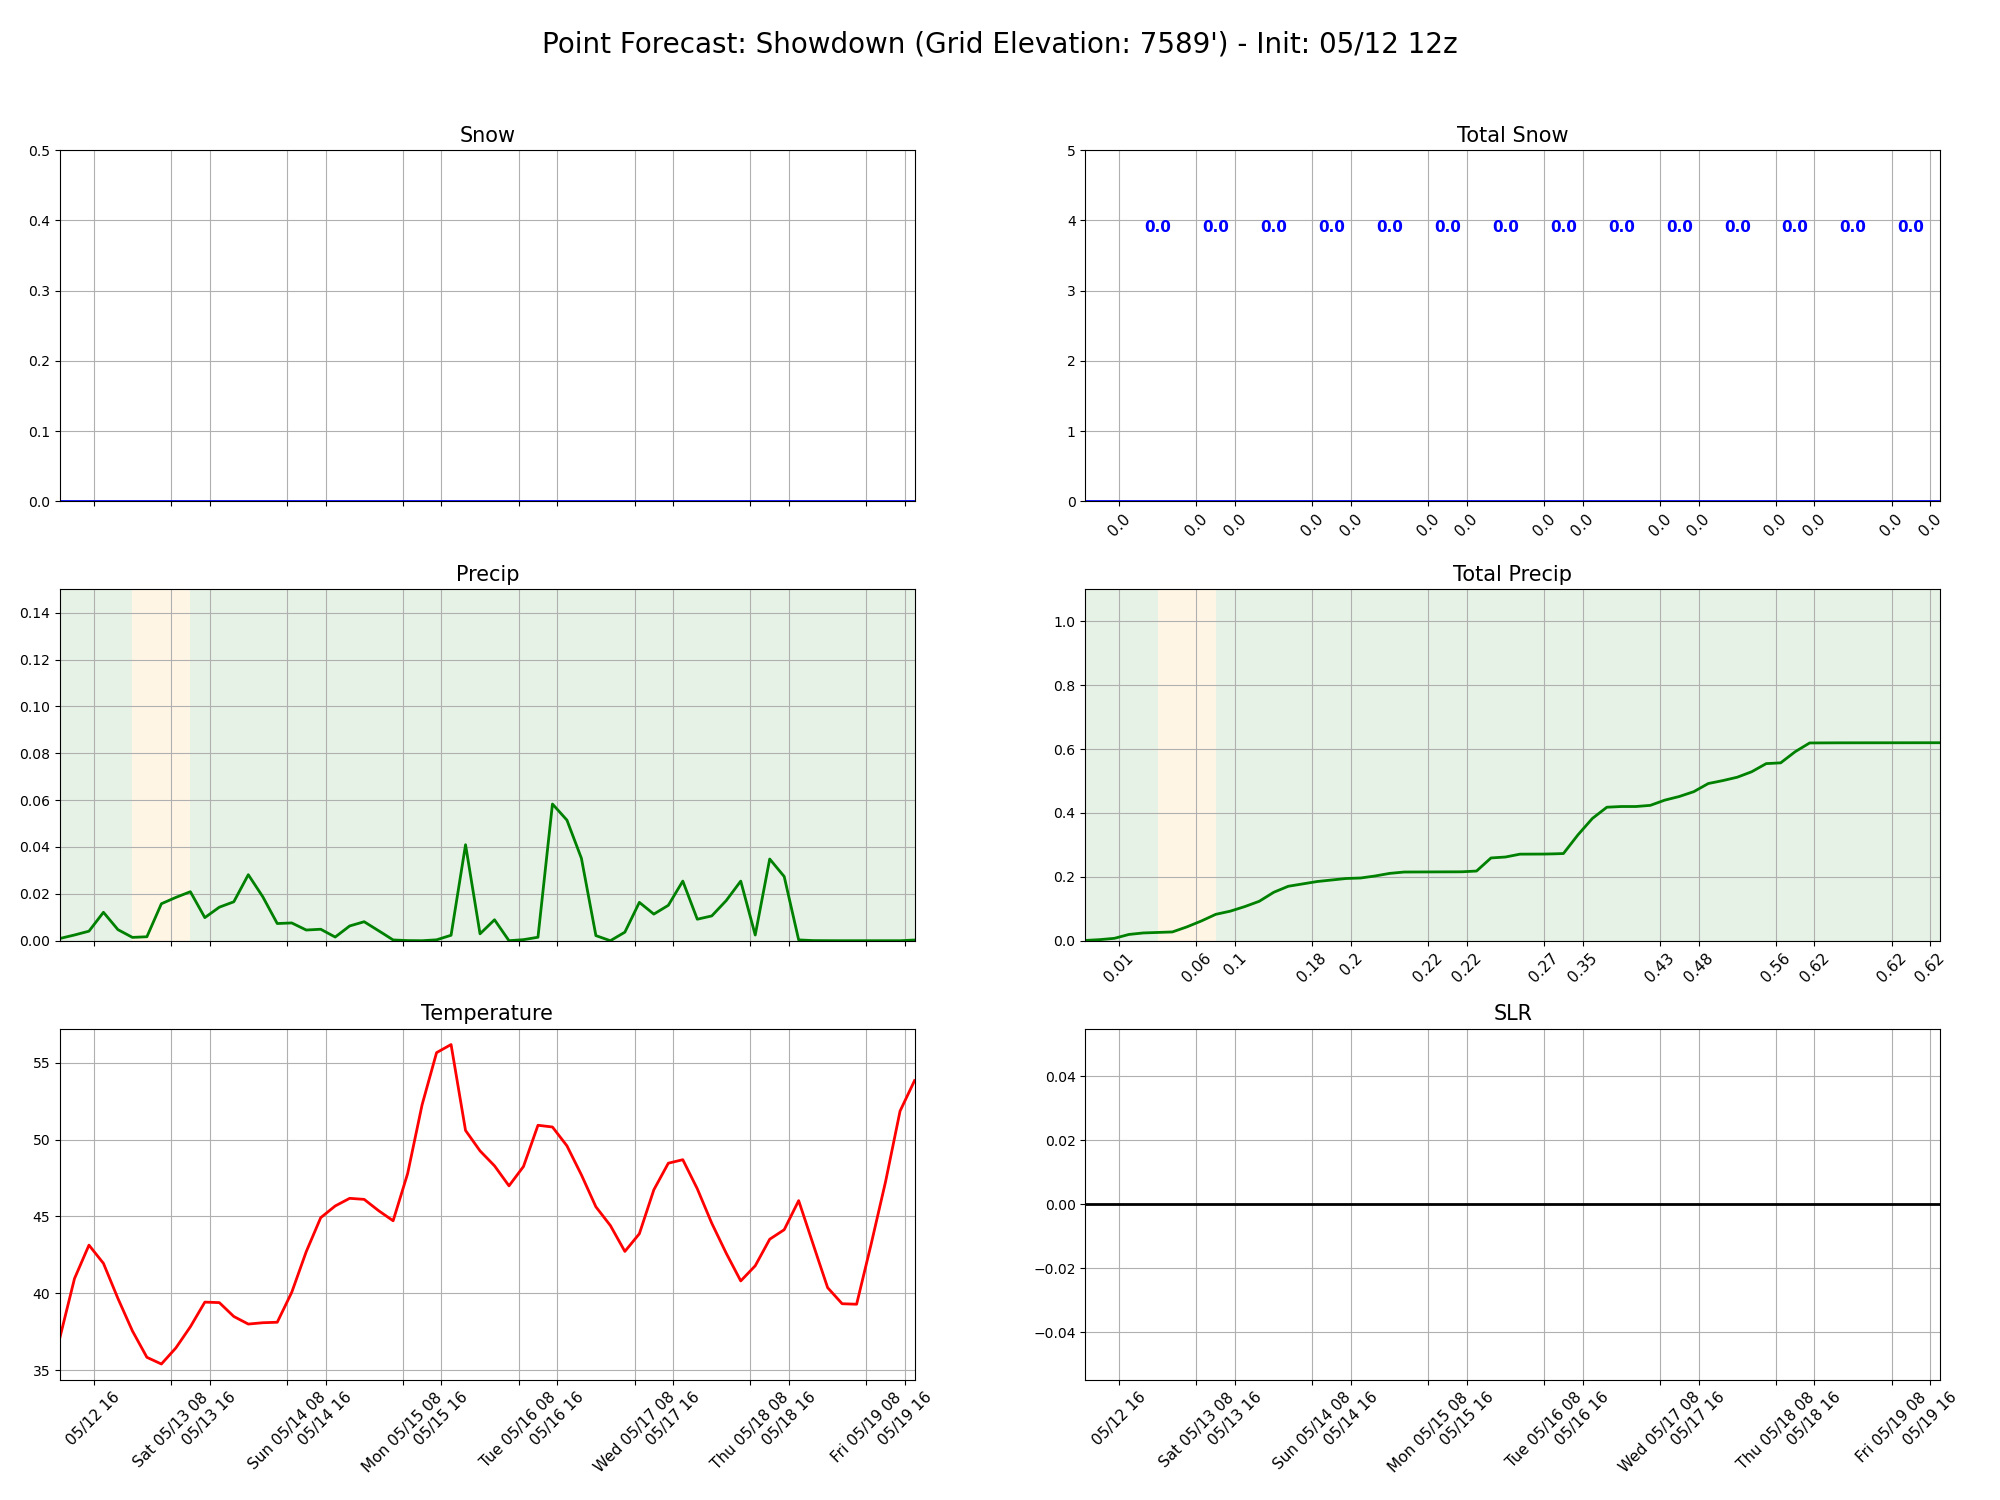 Point Forecast: Showdown (Grid Elevation: 7589') - Init: 05/12 12z
Snow
0.5
0.4
0.3
0.2
0.1
0.0
Total Snow
5
4
3
2
1
0
0.0 0.0 0.0 0.0 0.0 0.0 0.0 0.0 0.0 0.0 0.0 0.0 0.0 0.0
0.0 0.0 0.0 0.0 0.0 0.0 0.0 0.0 0.0 0.0 0.0 0.0 0.0 0.0 0.0
Precip
0.14
0.12
0.10
0.08
0.06
0.04
0.02
0.00
Total Precip
1.0
0.8
0.6
0.4
0.2
0.0
0.01 0.06 0.1 0.18 0.2 0.22 0.22 0.27 0.35 0.43 0.48 0.56 0.62 0.62 0.62
Temperature
55
50
45
40
35
05/12 16
Sat 05/13 08
05/13 16
Sun 05/14 08
05/14 16
Mon 05/15 08
05/15 16
Tue 05/16 08
05/16 16
Wed 05/17 08
05/17 16
Thu 05/18 08
05/18 16
Fri 05/19 08
05/19 16
SLR
0.04
0.02
0.00
−0.02
−0.04
05/12 16
Sat 05/13 08
05/13 16
Sun 05/14 08
05/14 16
Mon 05/15 08
05/15 16
Tue 05/16 08
05/16 16
Wed 05/17 08
05/17 16
Thu 05/18 08
05/18 16
Fri 05/19 08
05/19 16